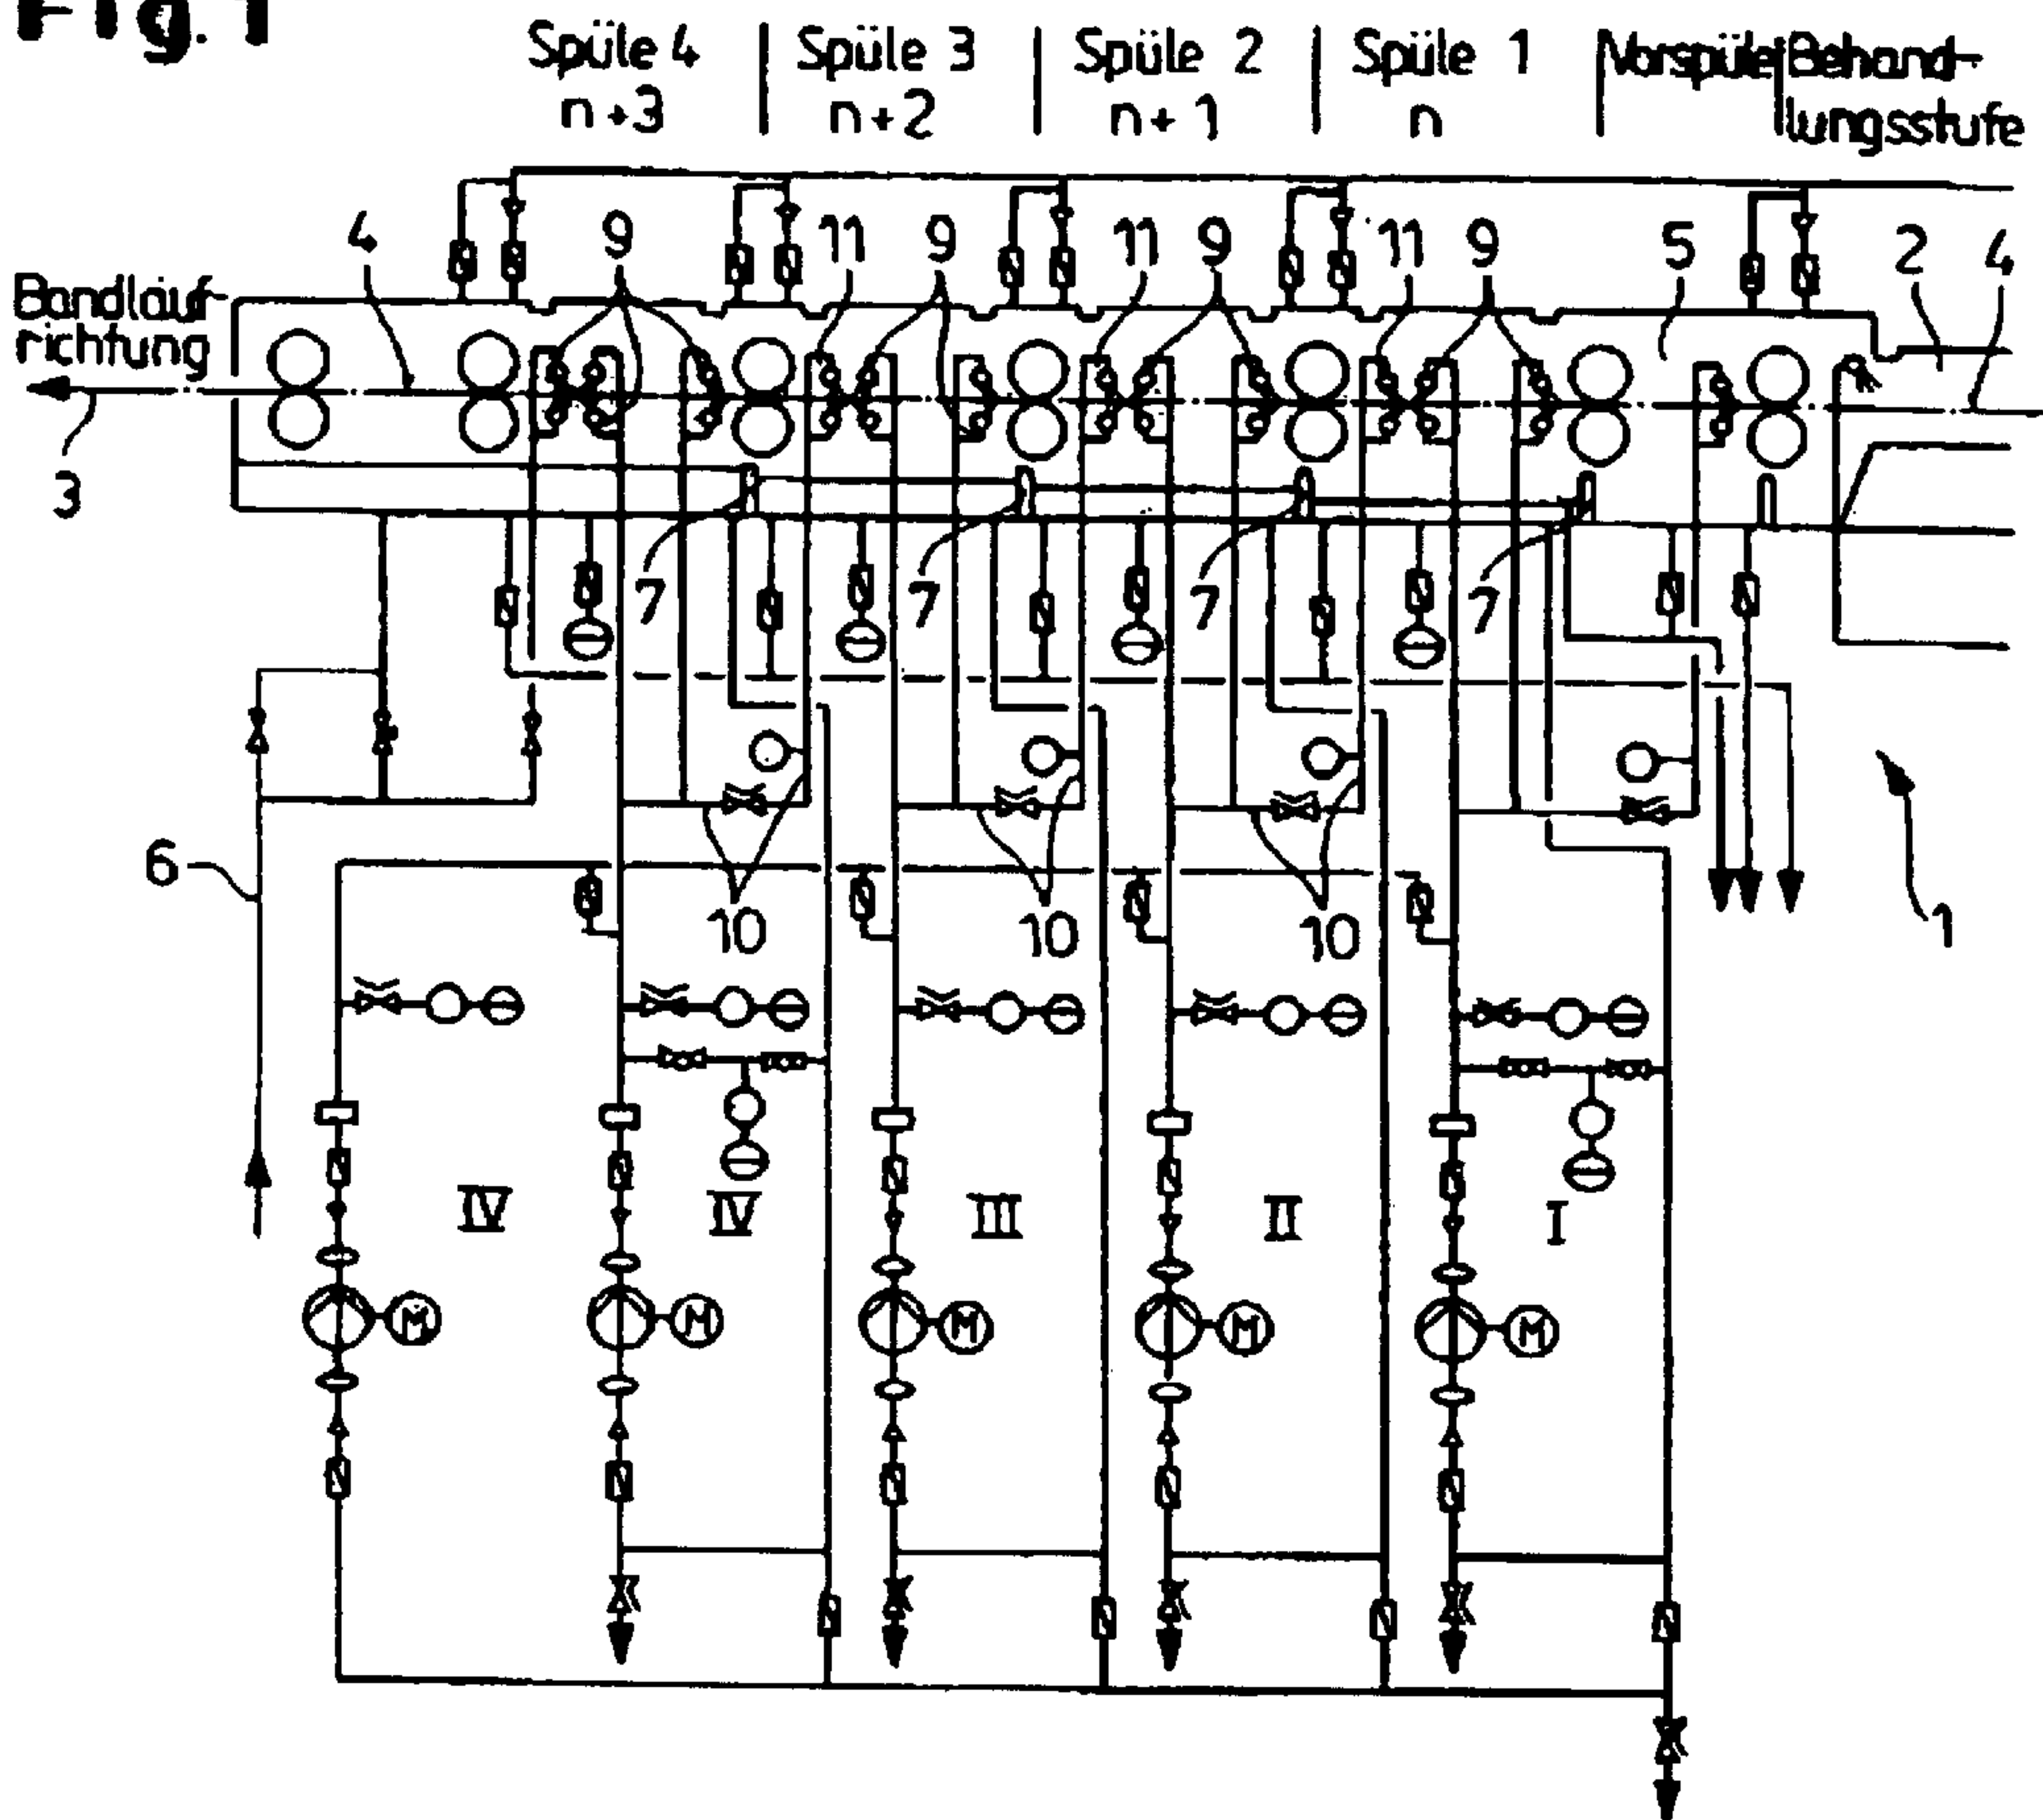 Fig. 1
Spüle 4 | Spüle 3 | Spüle 2 | Spüle 1 | Vorspüle | Behand-
n+3 | n+2 | n+1 | n | lungsstufe
4 9 11 9 11 9 11 9 5 2 4
Bandlauf-
richtung
3
7 7 7 7
6
10 10 10 1
IV IV III II I
M M M M M